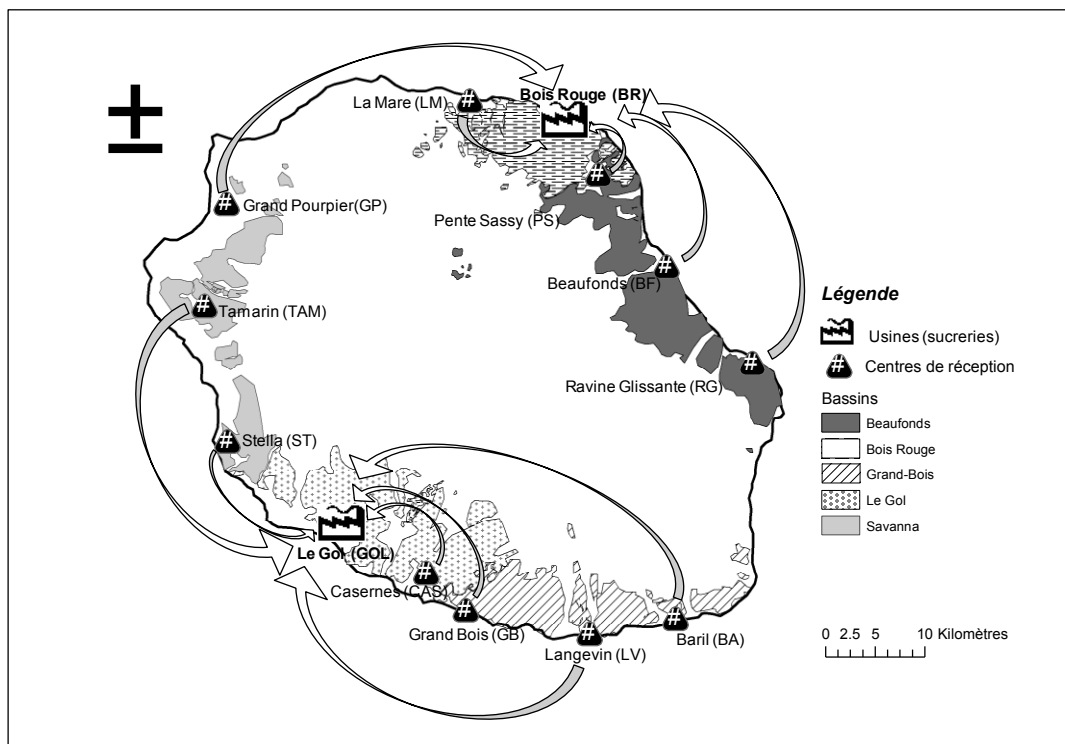 La Mare (LM)
Bois Rouge (BR)
Grand Pourpier(GP)
Pente Sassy (PS)
Beaufonds (BF)
Tamarin (TAM)
Ravine Glissante (RG)
Stella (ST)
Le Gol (GOL)
Casernes (CAS)
Grand Bois (GB)
Langevin (LV)
Baril (BA)
Légende
Usines (sucreries)
Centres de réception
Bassins
Beaufonds
Bois Rouge
Grand-Bois
Le Gol
Savanna
0 2.5 5 10 Kilomètres